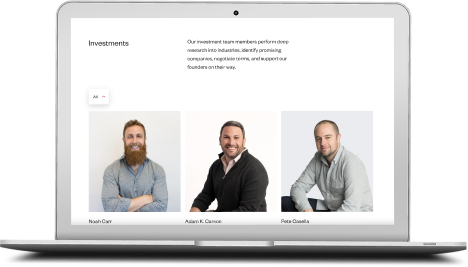 Investments
Our investment team members perform deep
research into industries, identify promising
companies, negotiate terms, and support our
founders on their way.
All
Noah Carr
Adam K. Carson
Pete Casella